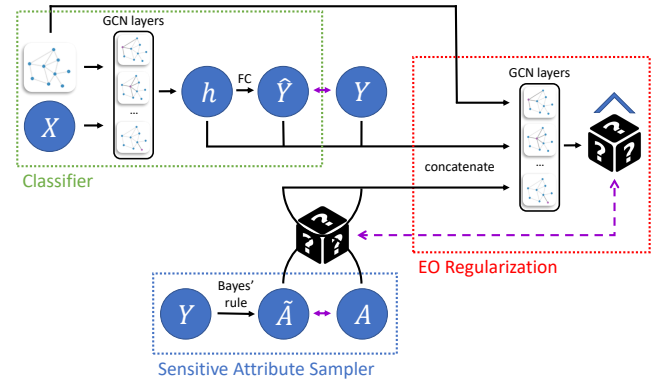 GCN layers
...
X
h
FC
Ŷ
Y
Classifier
GCN layers
...
? ? ?
concatenate
EO Regularization
? ? ?
Y
Bayes'
rule
Ã
A
Sensitive Attribute Sampler